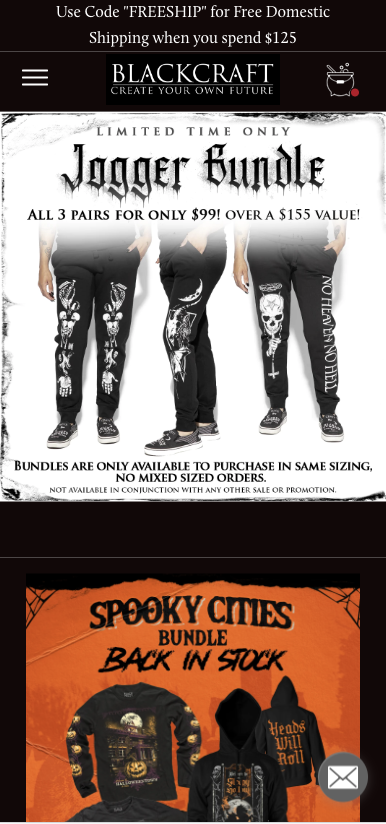 Use Code "FREESHIP" for Free Domestic
Shipping when you spend $125
BLACKCRAFT
CREATE YOUR OWN FUTURE
LIMITED TIME ONLY
Jogger Bundle
ALL 3 PAIRS FOR ONLY $99! OVER A $155 VALUE!
NO HEAVEN NO HELL
BUNDLES ARE ONLY AVAILABLE TO PURCHASE IN SAME SIZING,
NO MIXED SIZED ORDERS.
NOT AVAILABLE IN CONJUNCTION WITH ANY OTHER SALE OR PROMOTION.
SPOOKY CITIES
BUNDLE
BACK IN STOCK
Heads
Will
Roll